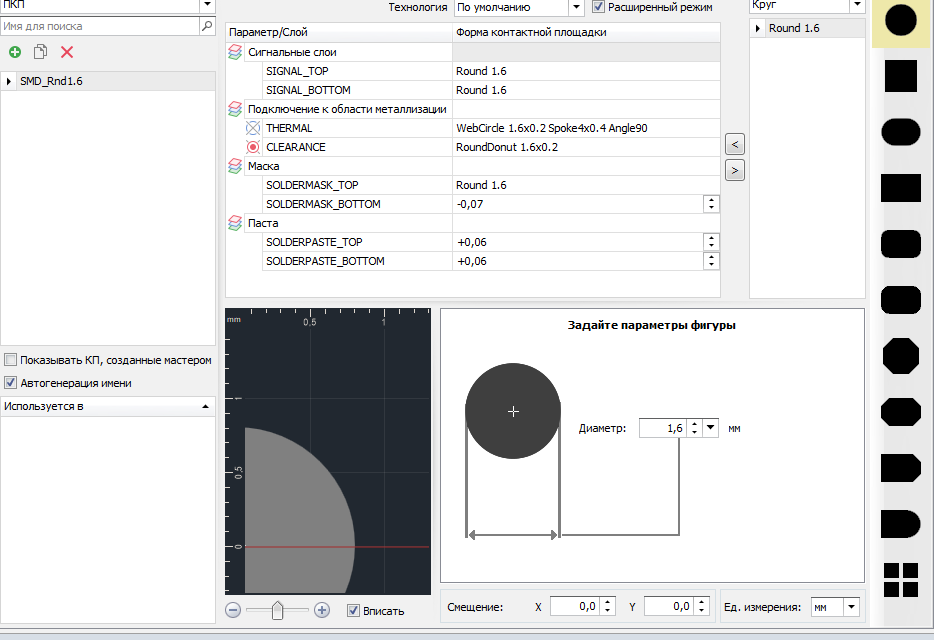 ПКП
Имя для поиска
SMD_Rnd1.6
Показывать КП, созданные мастером
Автогенерация имени
Используется в
Технология По умолчанию Расширенный режим
Параметр/Слой Форма контактной площадки
Сигнальные слои
SIGNAL_TOP Round 1.6
SIGNAL_BOTTOM Round 1.6
Подключение к области металлизации
THERMAL WebCircle 1.6x0.2 Spoke4x0.4 Angle90
CLEARANCE RoundDonut 1.6x0.2
Маска
SOLDERMASK_TOP Round 1.6
SOLDERMASK_BOTTOM -0,07
Паста
SOLDERPASTE_TOP +0,06
SOLDERPASTE_BOTTOM +0,06
<
>
Круг
Round 1.6
mm 0.5 1
1
0.5
0
Вписать
Задайте параметры фигуры
Диаметр: 1,6 мм
Смещение: X 0,0 Y 0,0 Ед. измерения: мм